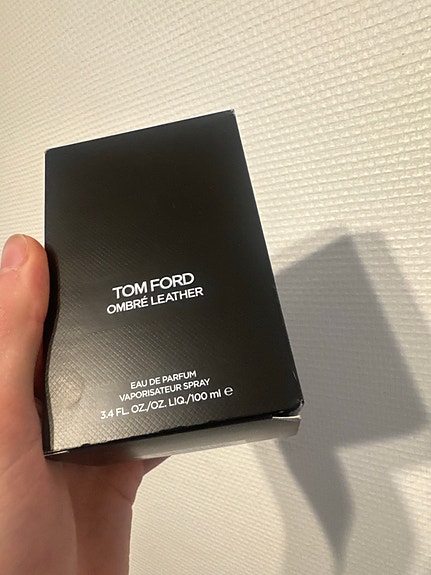 TOM FORD
OMBRÉ LEATHER
EAU DE PARFUM
VAPORISATEUR SPRAY
3.4 FL. OZ./OZ. LIQ./100 ml ℮